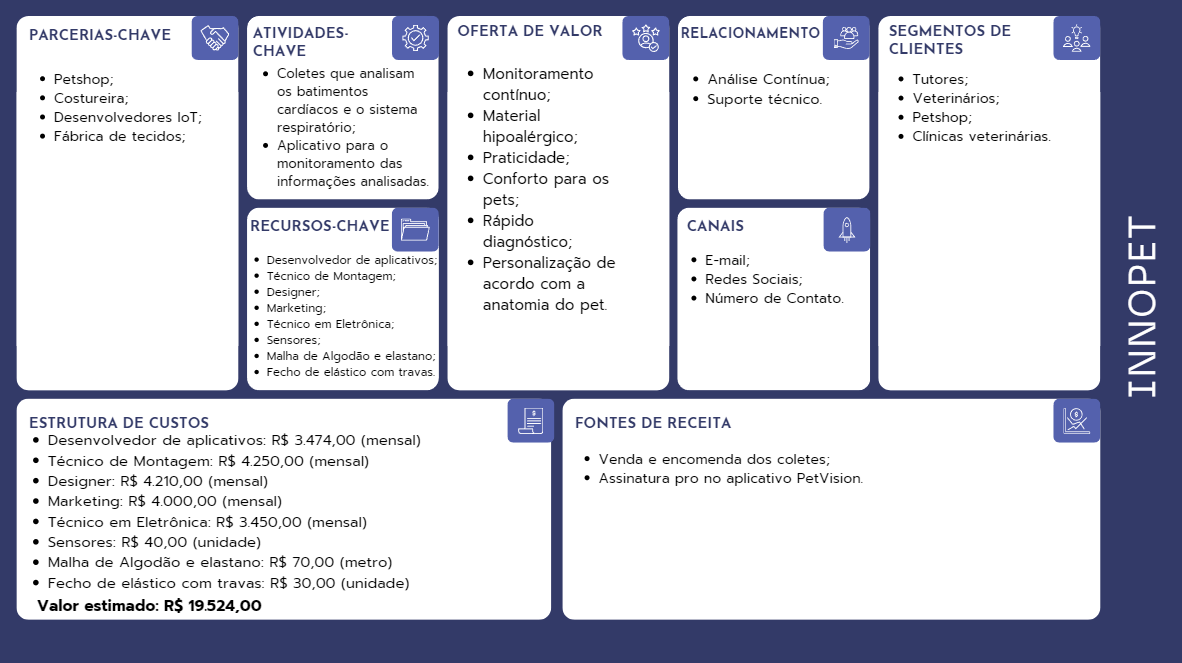 PARCERIAS-CHAVE
• Petshop;
• Costureira;
• Desenvolvedores IoT;
• Fábrica de tecidos;
ATIVIDADES-
CHAVE
• Coletes que analisam
os batimentos
cardíacos e o sistema
respiratório;
• Aplicativo para o
monitoramento das
informações analisadas.
RECURSOS-CHAVE
• Desenvolvedor de aplicativos;
• Técnico de Montagem;
• Designer;
• Marketing;
• Técnico em Eletrônica;
• Sensores;
• Malha de Algodão e elastano;
• Fecho de elástico com travas.
OFERTA DE VALOR
• Monitoramento
contínuo;
• Material
hipoalérgico;
• Praticidade;
• Conforto para os
pets;
• Rápido
diagnóstico;
• Personalização de
acordo com a
anatomia do pet.
RELACIONAMENTO
• Análise Contínua;
• Suporte técnico.
CANAIS
• E-mail;
• Redes Sociais;
• Número de Contato.
SEGMENTOS DE
CLIENTES
• Tutores;
• Veterinários;
• Petshop;
• Clínicas veterinárias.
INNOPET
ESTRUTURA DE CUSTOS
• Desenvolvedor de aplicativos: R$ 3.474,00 (mensal)
• Técnico de Montagem: R$ 4.250,00 (mensal)
• Designer: R$ 4.210,00 (mensal)
• Marketing: R$ 4.000,00 (mensal)
• Técnico em Eletrônica: R$ 3.450,00 (mensal)
• Sensores: R$ 40,00 (unidade)
• Malha de Algodão e elastano: R$ 70,00 (metro)
• Fecho de elástico com travas: R$ 30,00 (unidade)
Valor estimado: R$ 19.524,00
FONTES DE RECEITA
• Venda e encomenda dos coletes;
• Assinatura pro no aplicativo PetVision.